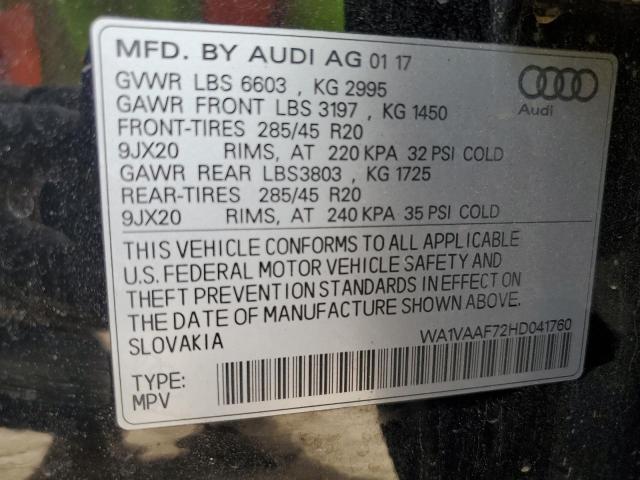 MFD. BY AUDI AG 01 17
GVWR LBS 6603 , KG 2995
GAWR FRONT LBS 3197 , KG 1450
FRONT-TIRES 285/45 R20
9JX20 RIMS, AT 220 KPA 32 PSI COLD
GAWR REAR LBS3803 , KG 1725
REAR-TIRES 285/45 R20
9JX20 RIMS, AT 240 KPA 35 PSI COLD
Audi
THIS VEHICLE CONFORMS TO ALL APPLICABLE
U.S. FEDERAL MOTOR VEHICLE SAFETY AND
THEFT PREVENTION STANDARDS IN EFFECT ON
THE DATE OF MANUFACTURE SHOWN ABOVE.
SLOVAKIA
WA1VAAF72HD041760
TYPE:
MPV